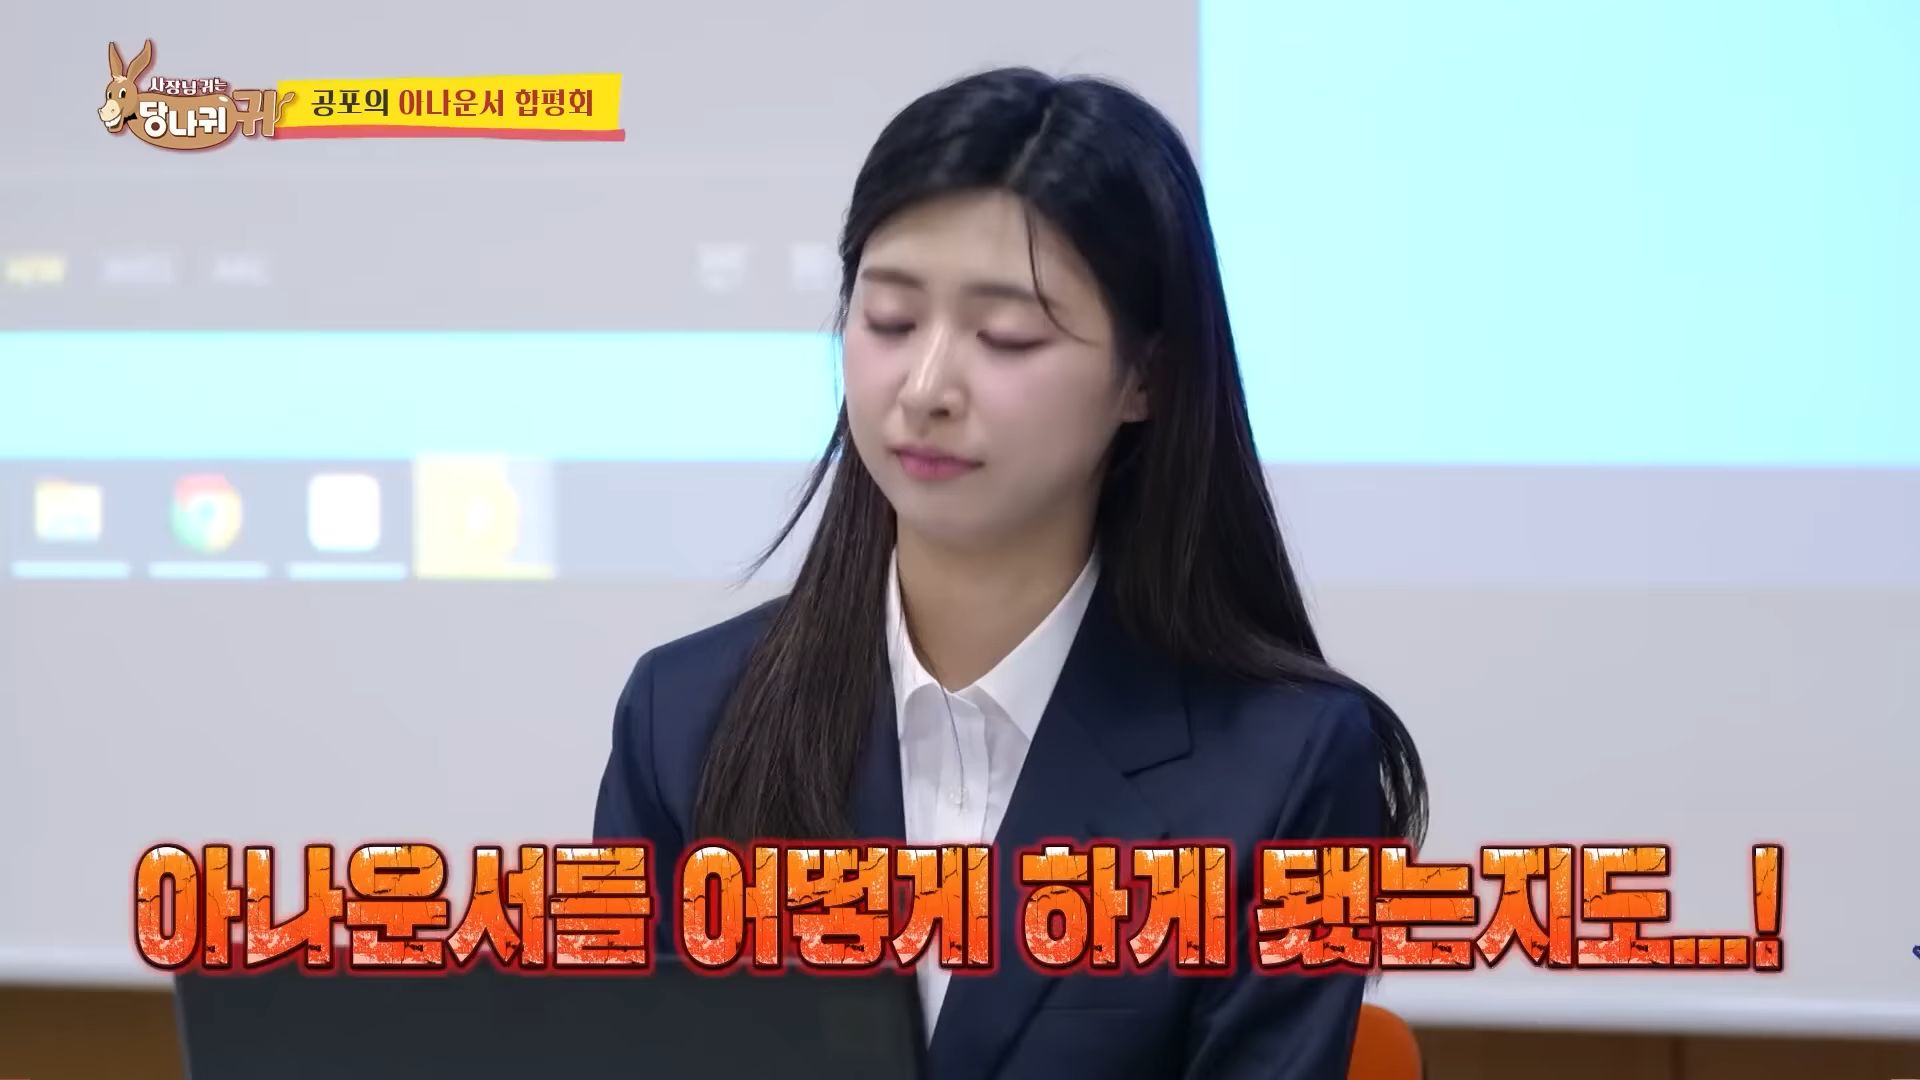 사장님 귀는
당나귀 귀
공포의 아나운서 합평회
아나운서를 어떻게 하게 됐는지도...!